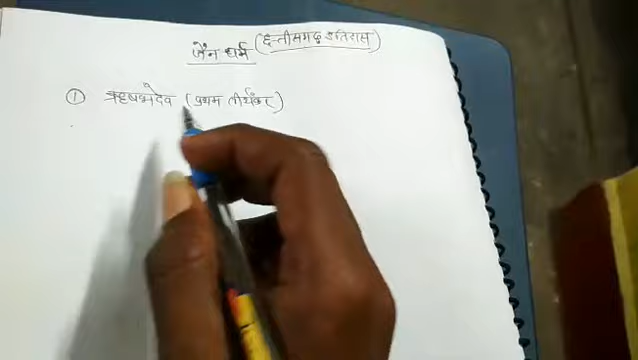 जैन धर्म (छत्तीसगढ़ इतिहास)
① ऋषभदेव (प्रथम तीर्थंकर)